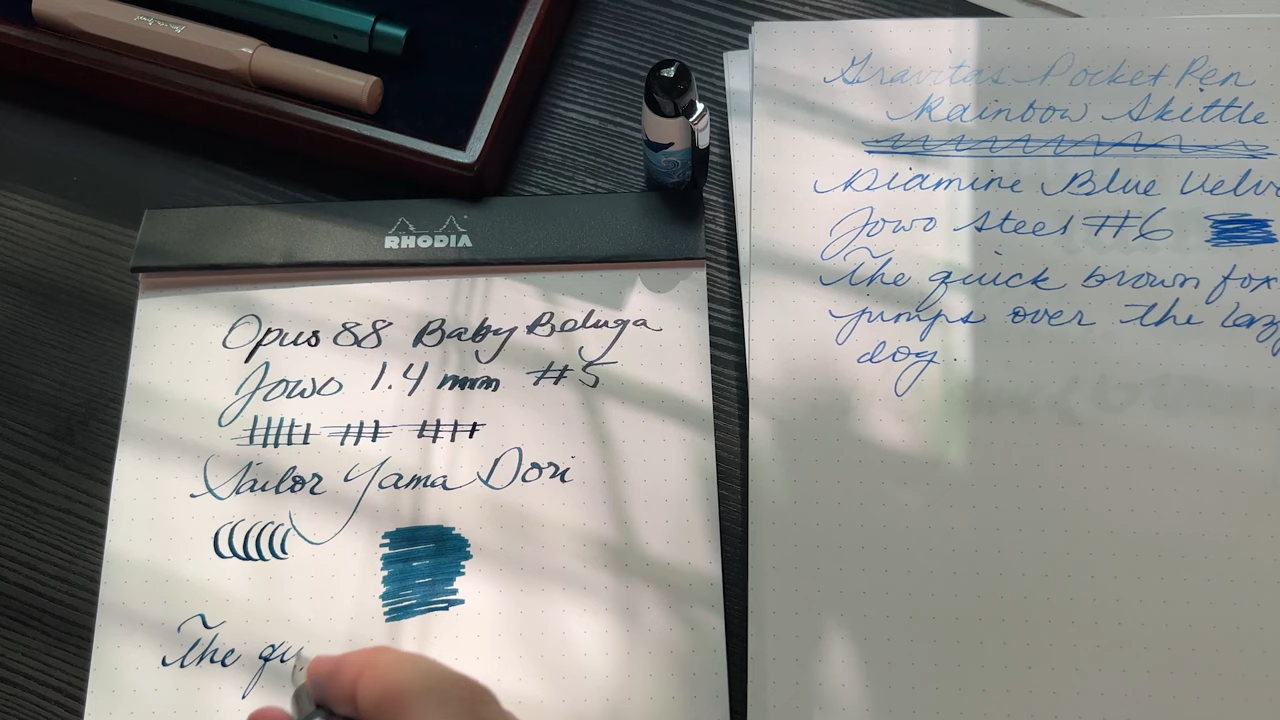 RHODIA
Opus 88 Baby Beluga
Jowo 1.4 mm #5
Sailor Yama Dori
The qu
Gravitas Pocket Pen
Rainbow Skittle
Diamine Blue Velv
Jowo Steel #6
The quick brown fox
jumps over the lazy
dog.